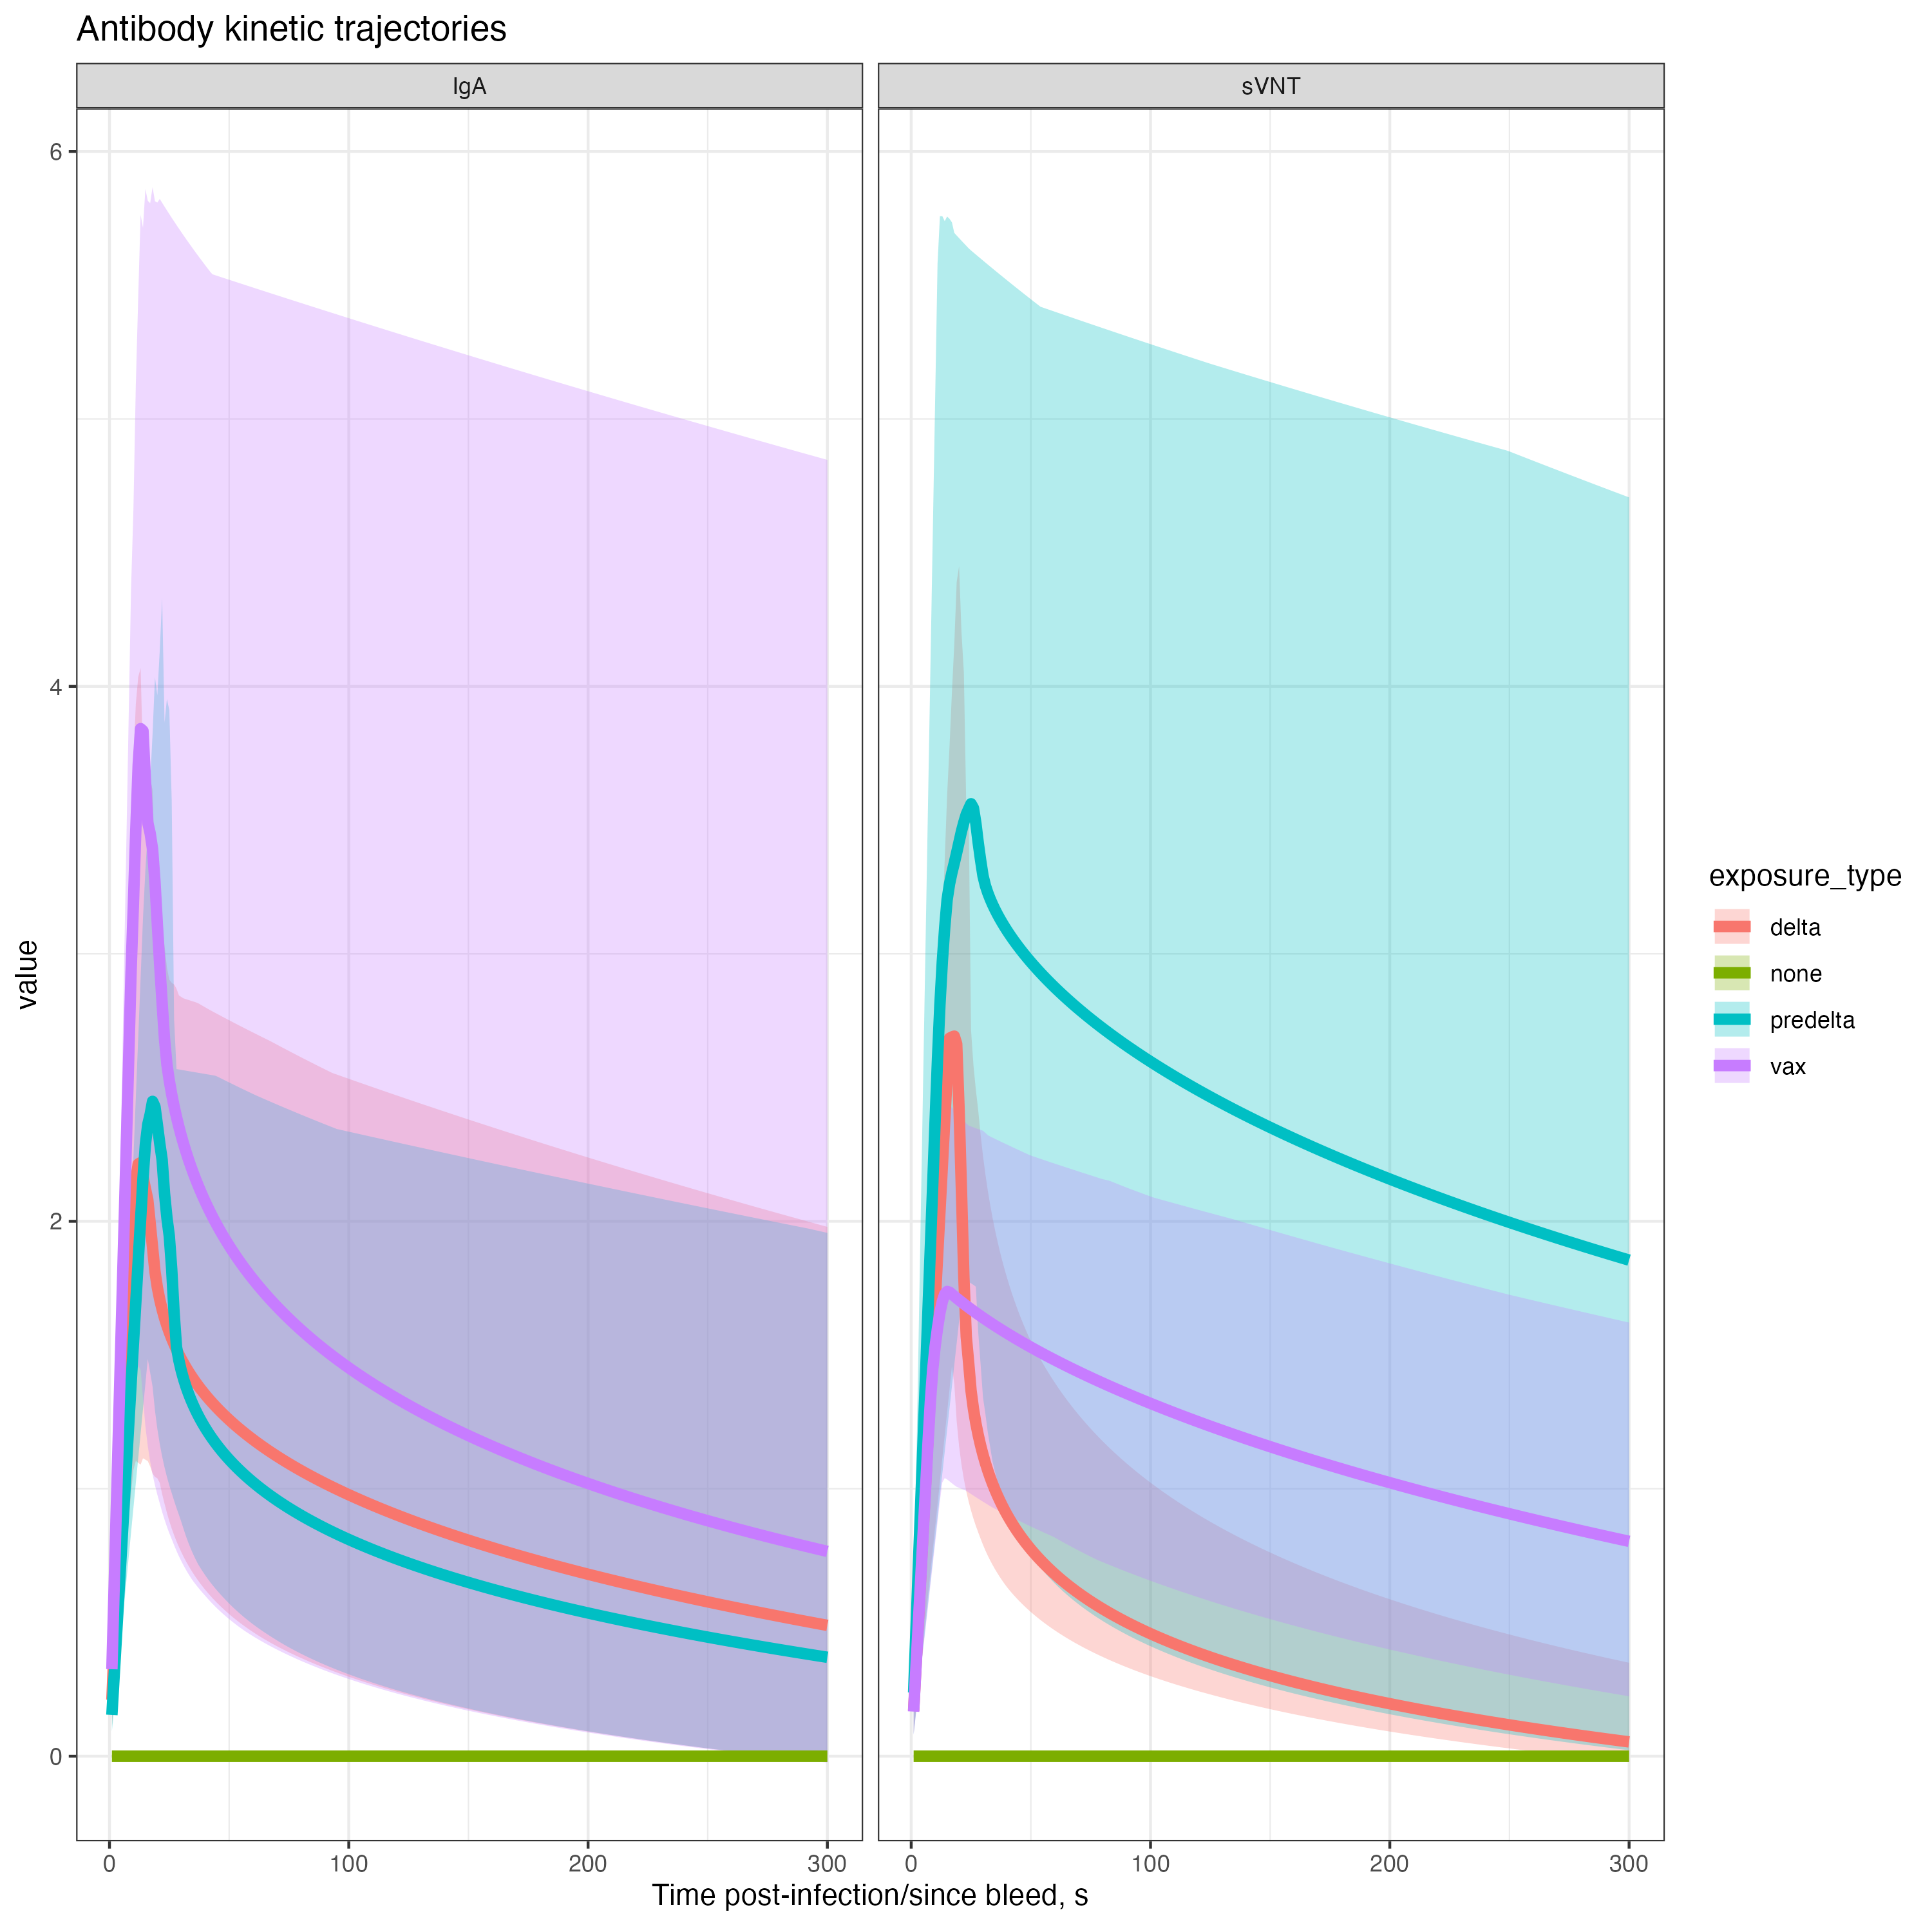 Antibody kinetic trajectories
IgA
sVNT
6
4
2
0
value
0
100
200
300
0
100
200
300
Time post-infection/since bleed, s
exposure_type
delta
none
predelta
vax